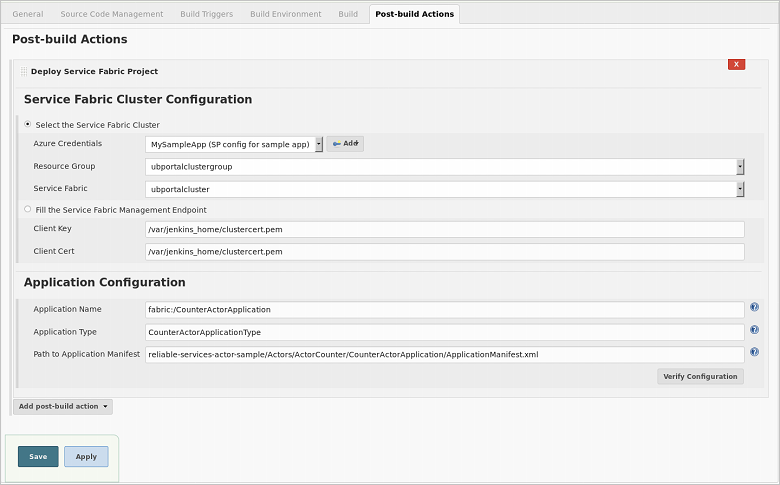 General Source Code Management Build Triggers Build Environment Build Post-build Actions
Post-build Actions
Deploy Service Fabric Project X
Service Fabric Cluster Configuration
Select the Service Fabric Cluster
Azure Credentials MySampleApp (SP config for sample app) Add
Resource Group ubportalclustergroup
Service Fabric ubportalcluster
Fill the Service Fabric Management Endpoint
Client Key /var/jenkins_home/clustercert.pem
Client Cert /var/jenkins_home/clustercert.pem
Application Configuration
Application Name fabric:/CounterActorApplication
Application Type CounterActorApplicationType
Path to Application Manifest reliable-services-actor-sample/Actors/ActorCounter/CounterActorApplication/ApplicationManifest.xml
Verify Configuration
Add post-build action
Save Apply